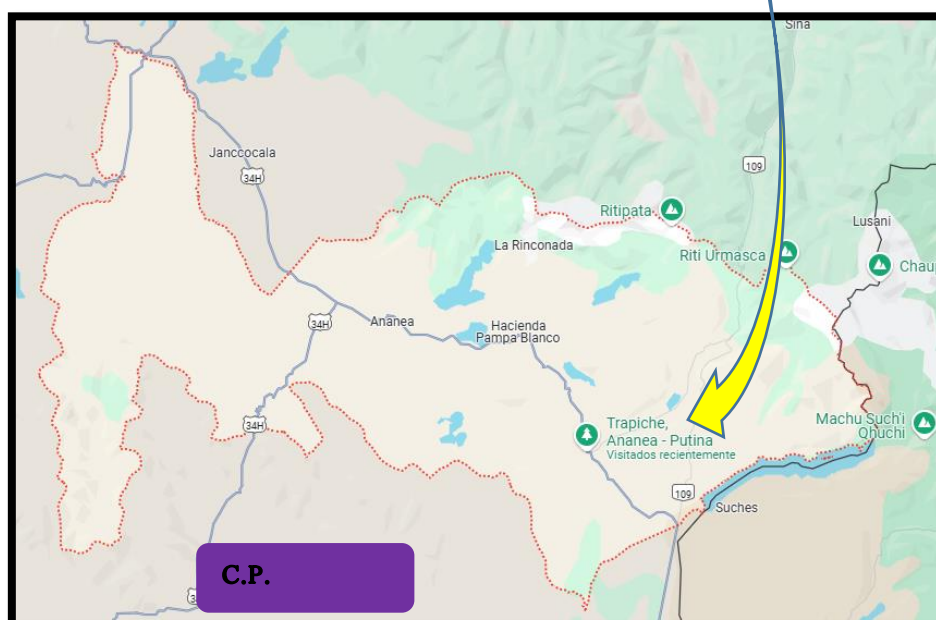 Sina
109
Janccocala
34H
Ritipata
Lusani
La Rinconada
Riti Urmasca
Chaup
34H
Ananea
Hacienda
Pampa Blanco
Trapiche,
Ananea - Putina
Visitados recientemente
Machu Such'i
Qhuchi
34H
109
Suches
C.P.